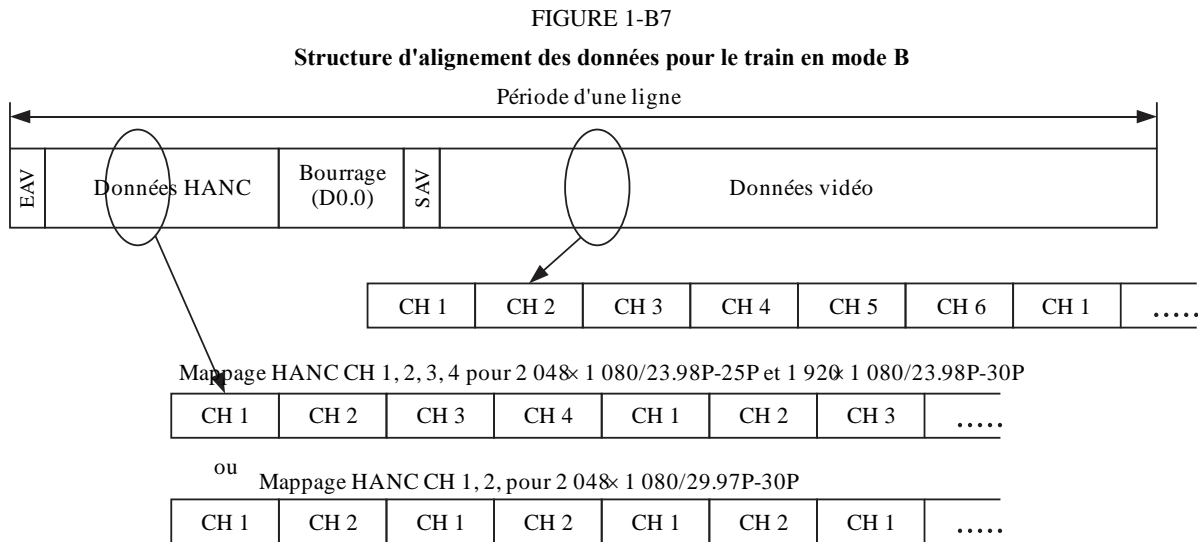 FIGURE 1-B7
Structure d'alignement des données pour le train en mode B
Période d'une ligne
EAV
Données HANC
Bourrage
(D0.0)
SAV
Données vidéo
CH 1 CH 2 CH 3 CH 4 CH 5 CH 6 CH 1 .....
Mappage HANC CH 1, 2, 3, 4 pour 2 048× 1 080/23.98P-25P et 1 920× 1 080/23.98P-30P
CH 1 CH 2 CH 3 CH 4 CH 1 CH 2 CH 3 .....
ou
Mappage HANC CH 1, 2, pour 2 048× 1 080/29.97P-30P
CH 1 CH 2 CH 1 CH 2 CH 1 CH 2 CH 1 .....